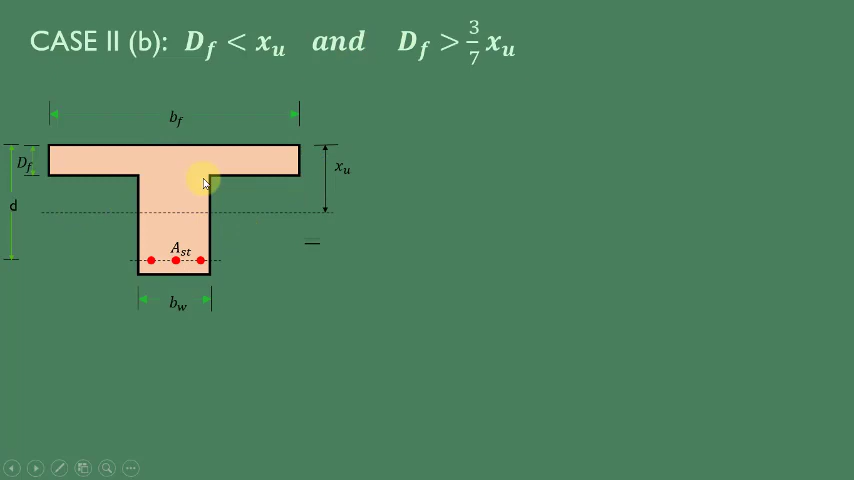 CASE II (b): D_f < x_u and D_f > 3/7 x_u
b_f
D_f
x_u
d
A_st
b_w